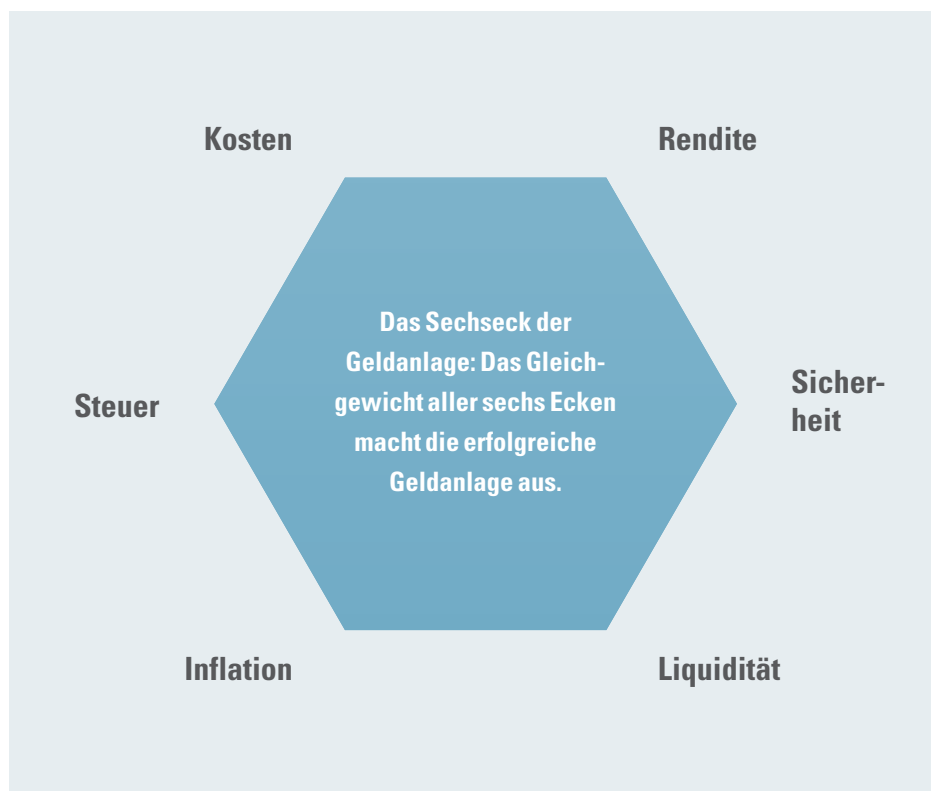 Kosten
Rendite
Das Sechseck der
Geldanlage: Das Gleich-
gewicht aller sechs Ecken
macht die erfolgreiche
Geldanlage aus.
Steuer
Sicher-
heit
Inflation
Liquidität